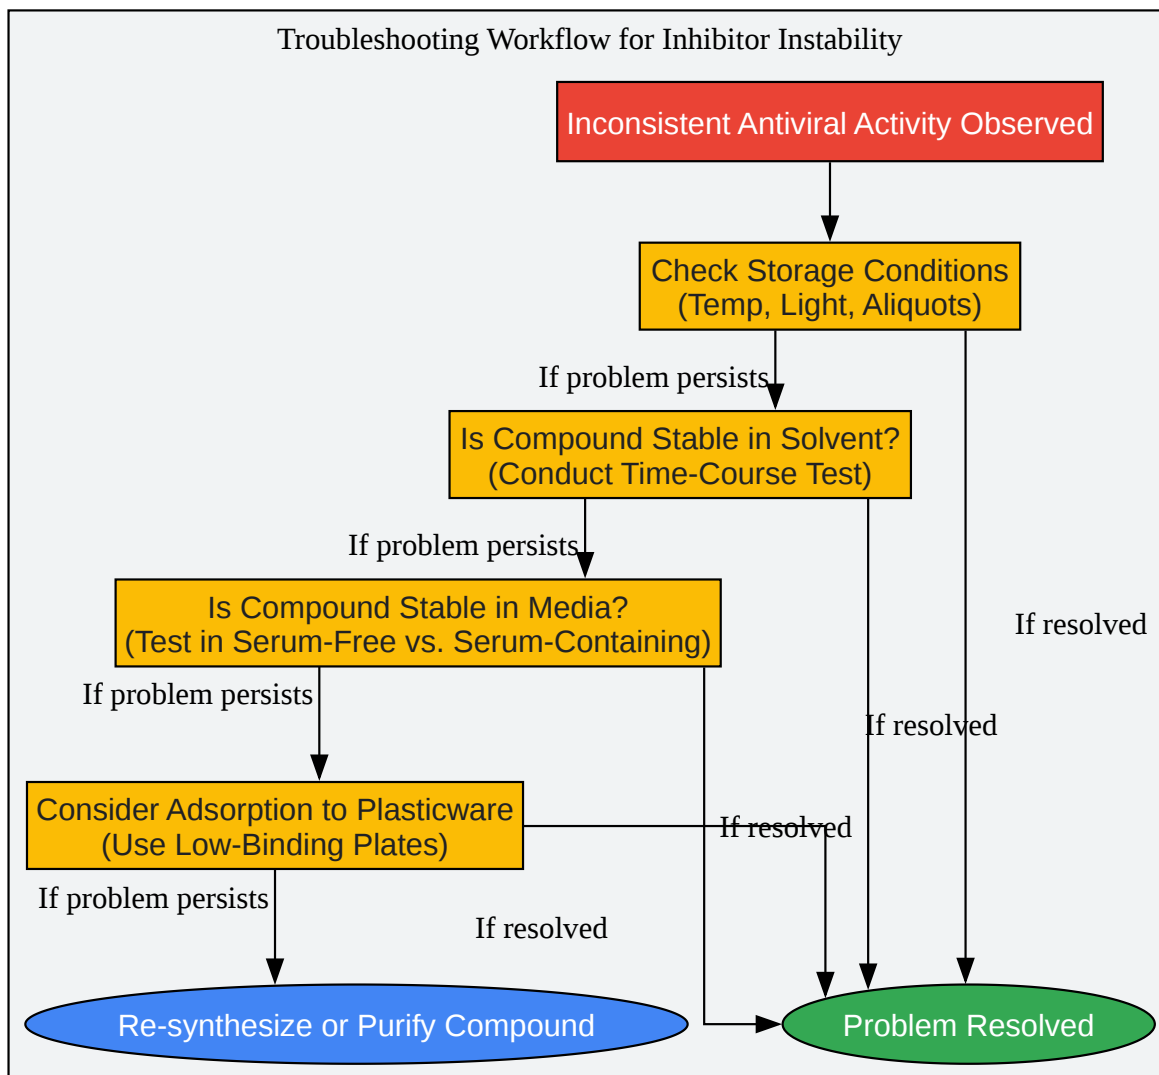 Troubleshooting Workflow for Inhibitor Instability
Inconsistent Antiviral Activity Observed
Check Storage Conditions
(Temp, Light, Aliquots)
If problem persists
Is Compound Stable in Solvent?
(Conduct Time-Course Test)
If problem persists
Is Compound Stable in Media?
(Test in Serum-Free vs. Serum-Containing)
If resolved
If problem persists
If resolved
Consider Adsorption to Plasticware
(Use Low-Binding Plates)
If resolved
If problem persists
If resolved
Re-synthesize or Purify Compound
Problem Resolved